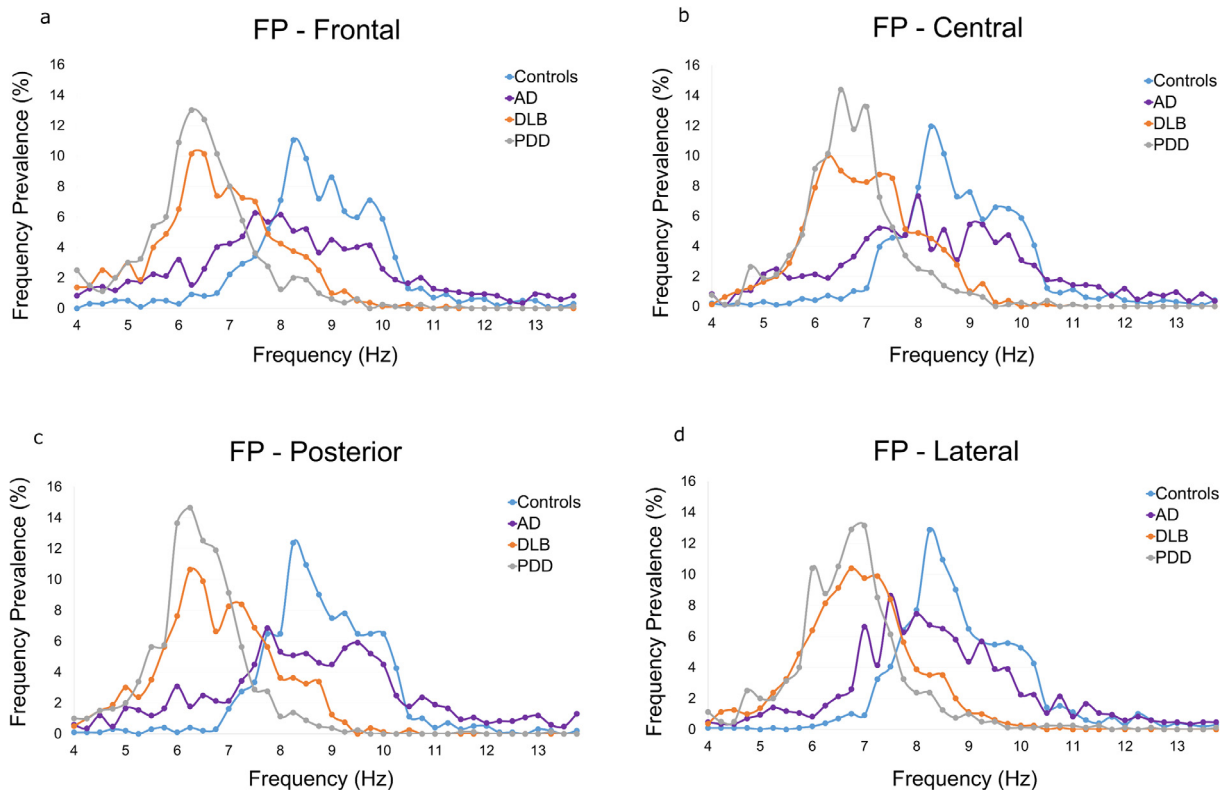 a
FP - Frontal
Frequency Prevalence (%)
16
14
12
10
8
6
4
2
0
4 5 6 7 8 9 10 11 12 13
Frequency (Hz)
Controls
AD
DLB
PDD
b
FP - Central
Frequency Prevalence (%)
16
14
12
10
8
6
4
2
0
4 5 6 7 8 9 10 11 12 13
Frequency (Hz)
Controls
AD
DLB
PDD
c
FP - Posterior
Frequency Prevalence (%)
16
14
12
10
8
6
4
2
0
4 5 6 7 8 9 10 11 12 13
Frequency (Hz)
Controls
AD
DLB
PDD
d
FP - Lateral
Frequency Prevalence (%)
16
14
12
10
8
6
4
2
0
4 5 6 7 8 9 10 11 12 13
Frequency (Hz)
Controls
AD
DLB
PDD